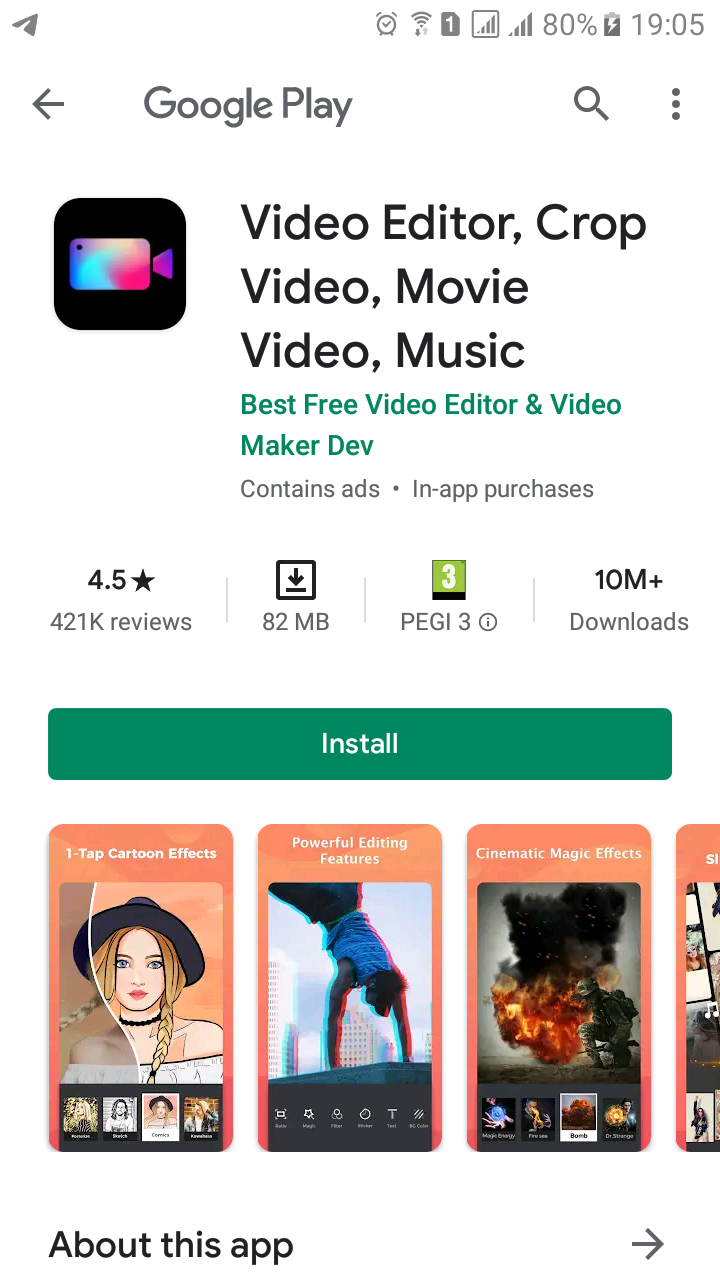 1 80% 19:05
Google Play
Video Editor, Crop
Video, Movie
Video, Music
Best Free Video Editor & Video
Maker Dev
Contains ads • In-app purchases
4.5★ 3 10M+
421K reviews 82 MB PEGI 3 Downloads
Install
1-Tap Cartoon Effects
Posterize Sketch Comics Kuwahara
Powerful Editing
Features
Ratio Magic Filter Sticker Text BG Color
Cinematic Magic Effects
Magic Energy Fire sea Bomb Dr.Strange
Sl
About this app